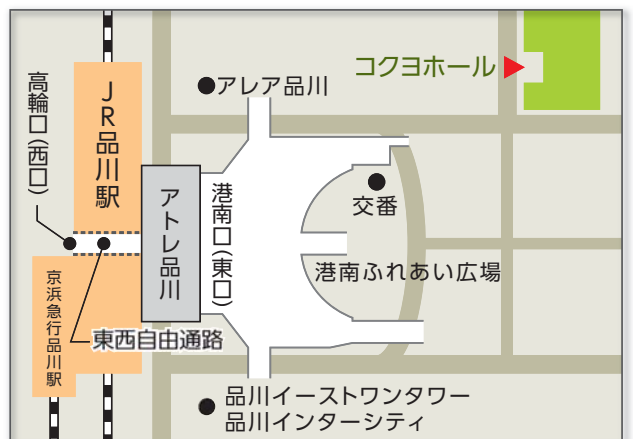 コクヨホール
アレア品川
高輪口(西口)
JR品川駅
アトレ品川
港南口(東口)
交番
港南ふれあい広場
京浜急行品川駅
東西自由通路
品川イーストワンタワー
品川インターシティ